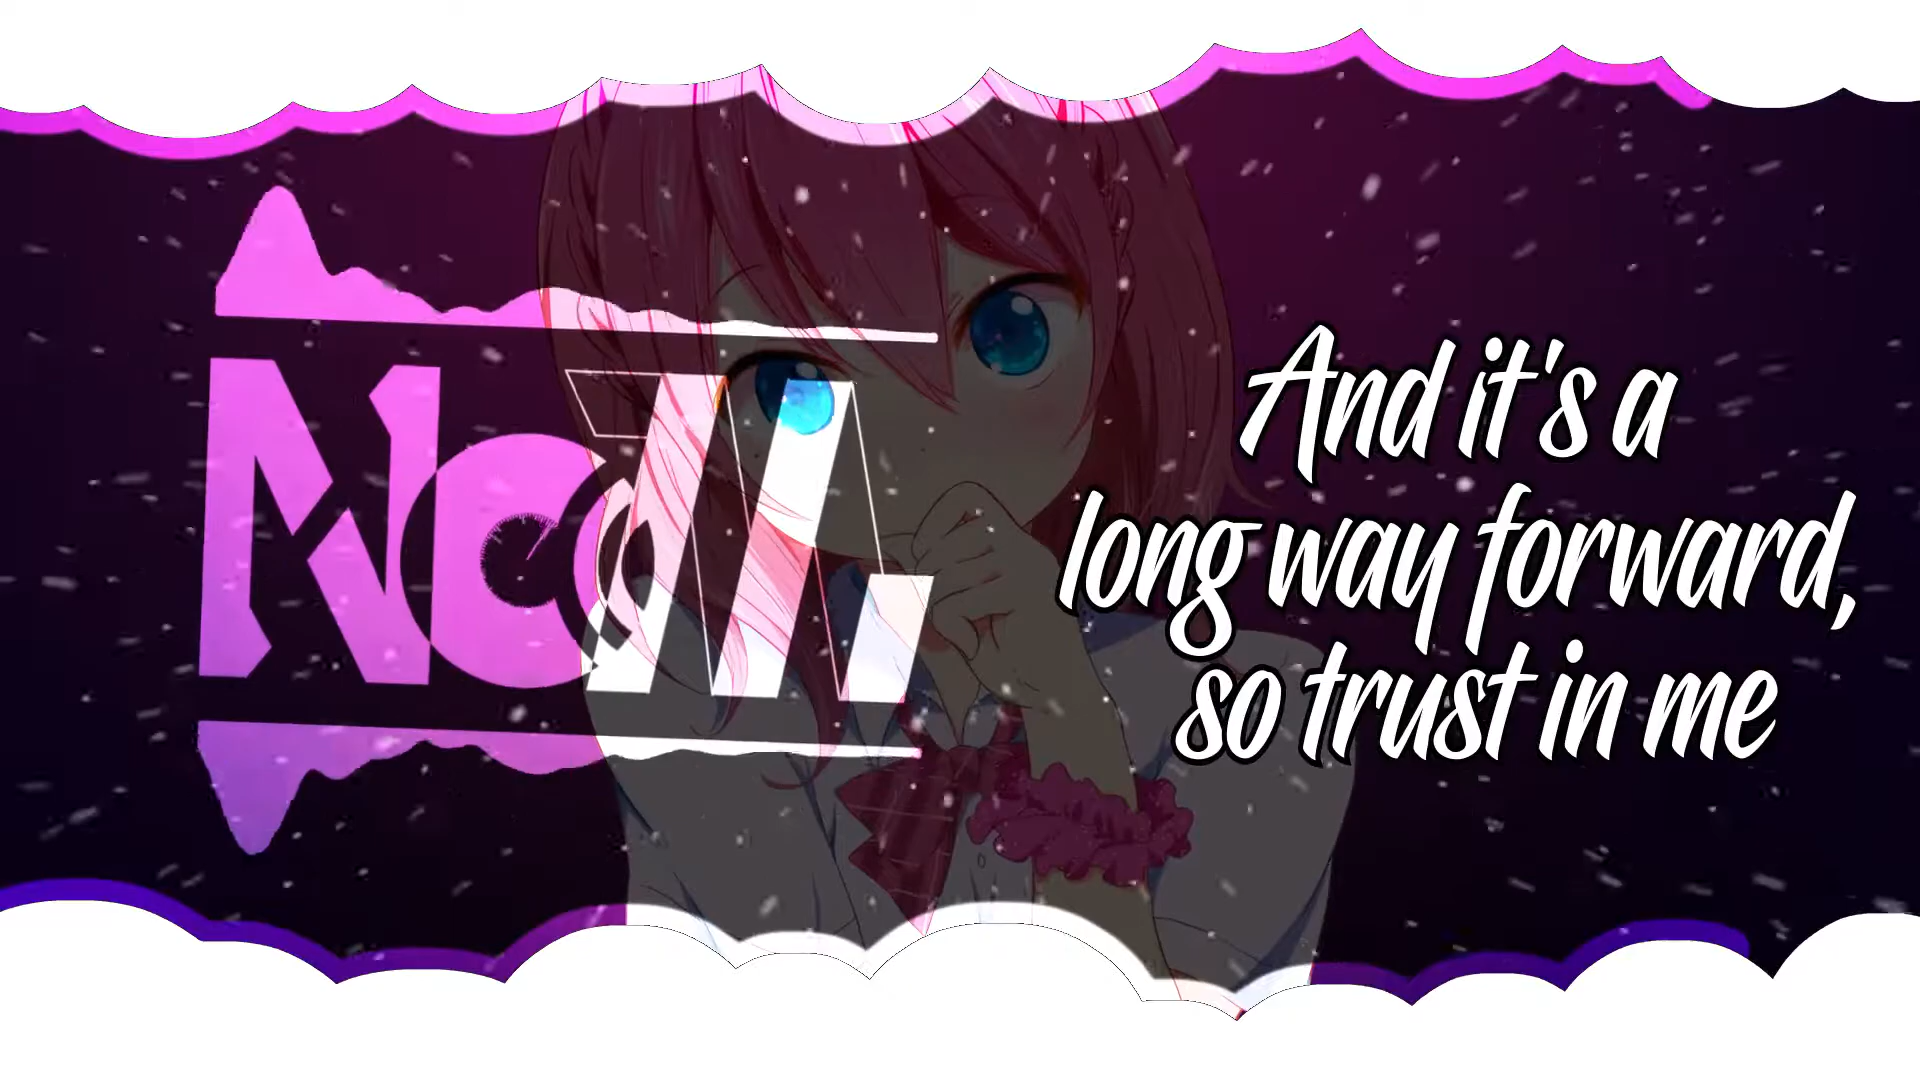 And it's a
long way forward,
so trust in me